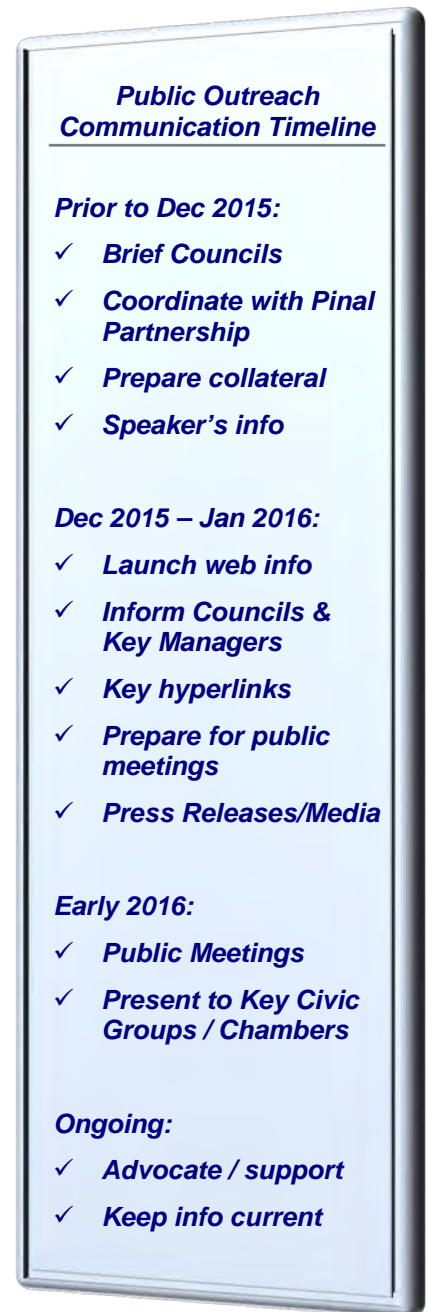 Public Outreach
Communication Timeline
Prior to Dec 2015:
✓ Brief Councils
✓ Coordinate with Pinal
Partnership
✓ Prepare collateral
✓ Speaker's info
Dec 2015 – Jan 2016:
✓ Launch web info
✓ Inform Councils &
Key Managers
✓ Key hyperlinks
✓ Prepare for public
meetings
✓ Press Releases/Media
Early 2016:
✓ Public Meetings
✓ Present to Key Civic
Groups / Chambers
Ongoing:
✓ Advocate / support
✓ Keep info current